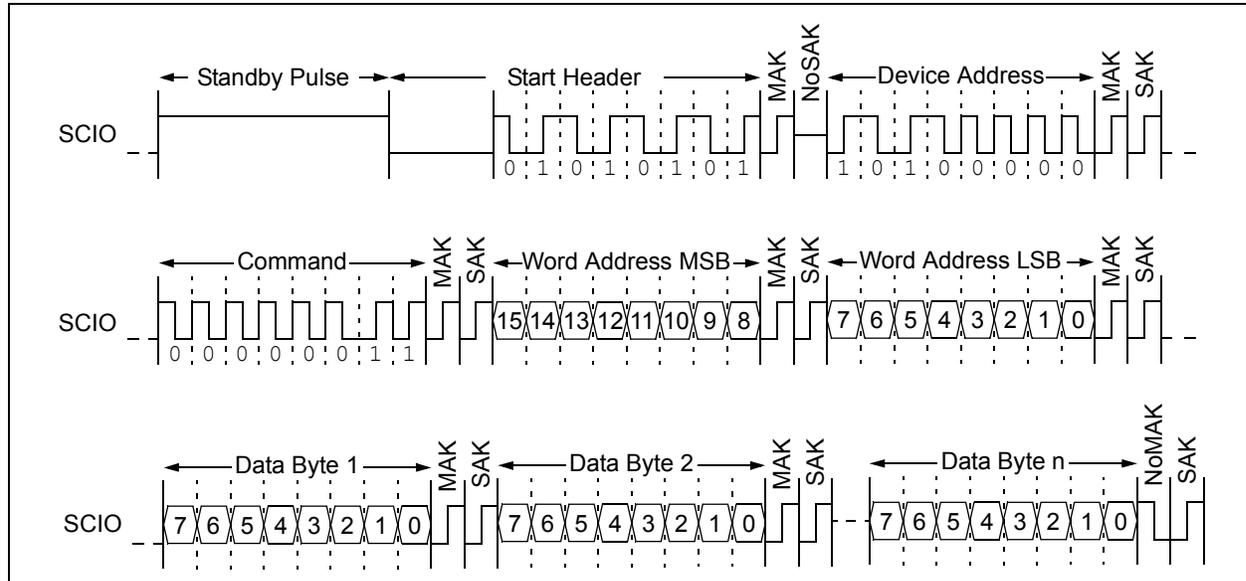 Standby Pulse Start Header MAK NoSAK Device Address MAK SAK
SCIO
0 1 0 1 0 1 0 1 1 0 1 0 0 0 0 0
Command MAK SAK Word Address MSB MAK SAK Word Address LSB MAK SAK
SCIO
15 14 13 12 11 10 9 8 7 6 5 4 3 2 1 0
0 0 0 0 0 0 1 1
Data Byte 1 MAK SAK Data Byte 2 MAK SAK Data Byte n NoMAK SAK
SCIO
7 6 5 4 3 2 1 0 7 6 5 4 3 2 1 0 7 6 5 4 3 2 1 0